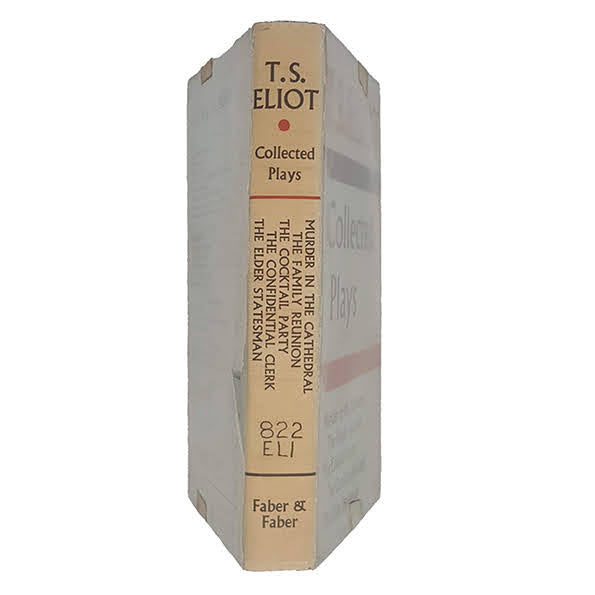 T.S.
ELIOT
Collected
Plays
MURDER IN THE CATHEDRAL
THE FAMILY REUNION
THE COCKTAIL PARTY
THE CONFIDENTIAL CLERK
THE ELDER STATESMAN
822
ELI
Faber &
Faber
Collected
Plays